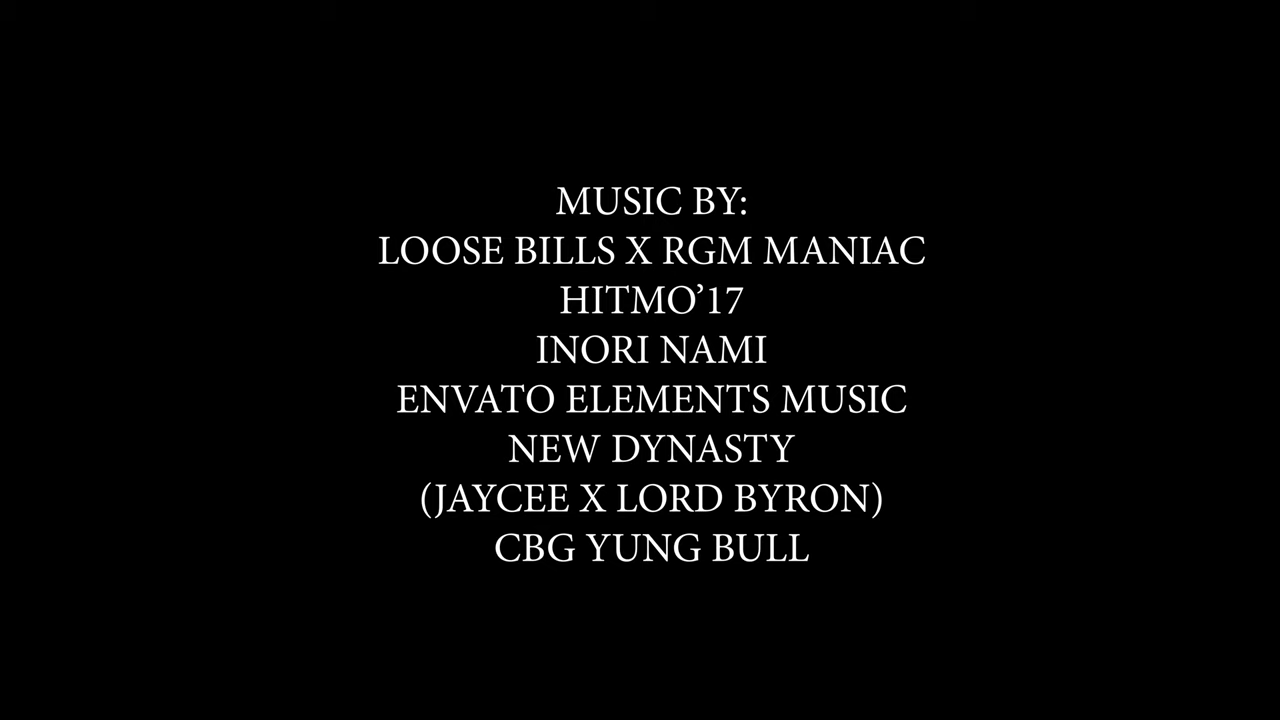 MUSIC BY:
LOOSE BILLS X RGM MANIAC
HITMO’17
INORI NAMI
ENVATO ELEMENTS MUSIC
NEW DYNASTY
(JAYCEE X LORD BYRON)
CBG YUNG BULL